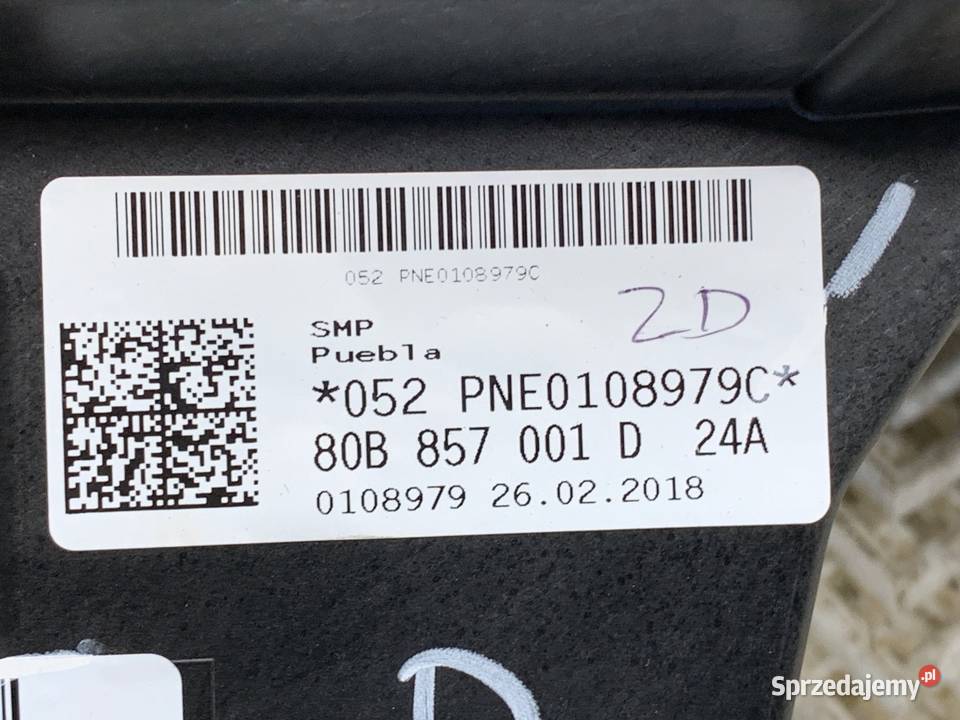 052 PNE0108979C
ZD
SMP
Puebla
*052 PNE0108979C*
80B 857 001 D 24A
0108979 26.02.2018
D
Sprzedajemy.pl